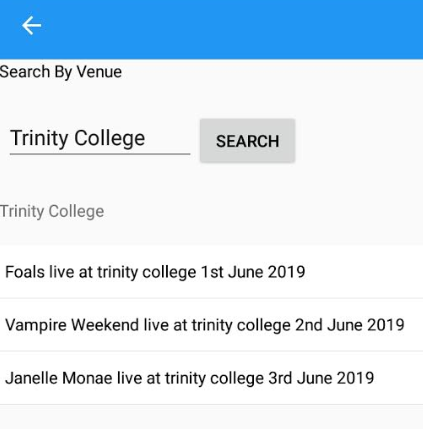 Search By Venue
Trinity College SEARCH
Trinity College
Foals live at trinity college 1st June 2019
Vampire Weekend live at trinity college 2nd June 2019
Janelle Monae live at trinity college 3rd June 2019